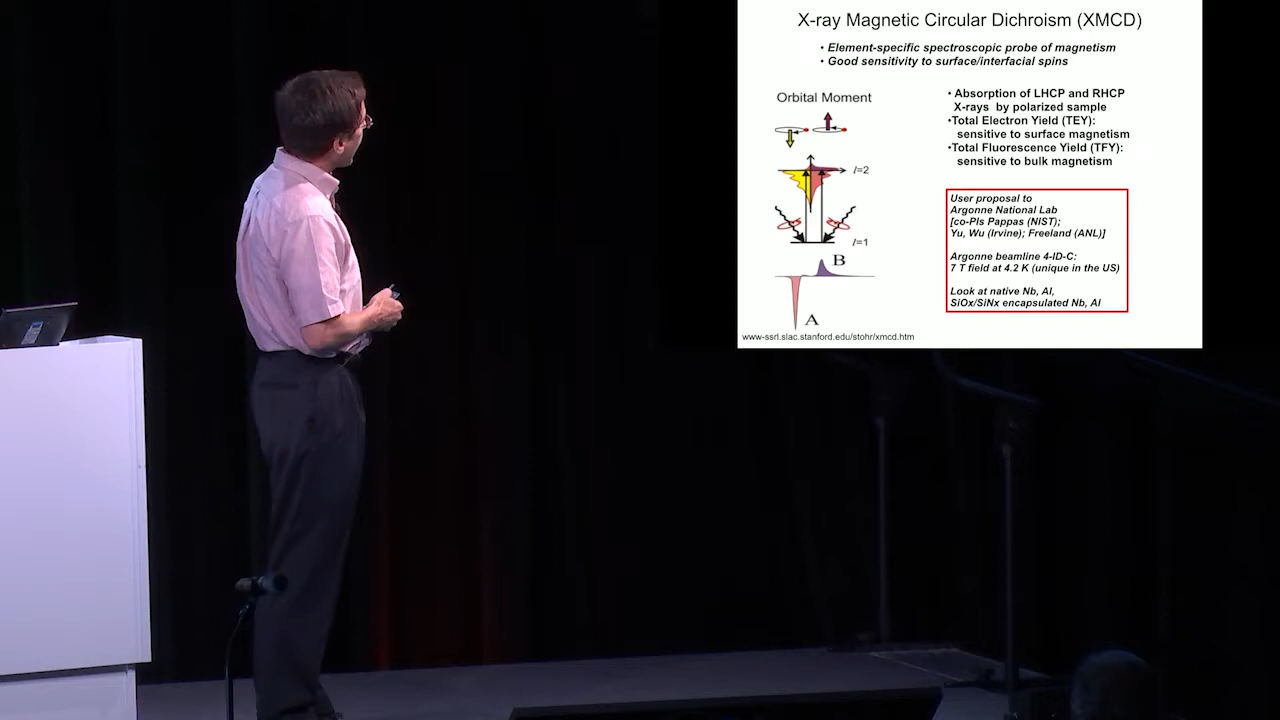 X-ray Magnetic Circular Dichroism (XMCD)
• Element-specific spectroscopic probe of magnetism
• Good sensitivity to surface/interfacial spins
Orbital Moment
l=2
l=1
B
A
www-ssrl.slac.stanford.edu/stohr/xmcd.htm
• Absorption of LHCP and RHCP
X-rays by polarized sample
•Total Electron Yield (TEY):
sensitive to surface magnetism
•Total Fluorescence Yield (TFY):
sensitive to bulk magnetism
User proposal to
Argonne National Lab
[co-PIs Pappas (NIST);
Yu, Wu (Irvine); Freeland (ANL)]
Argonne beamline 4-ID-C:
7 T field at 4.2 K (unique in the US)
Look at native Nb, Al,
SiOx/SiNx encapsulated Nb, Al